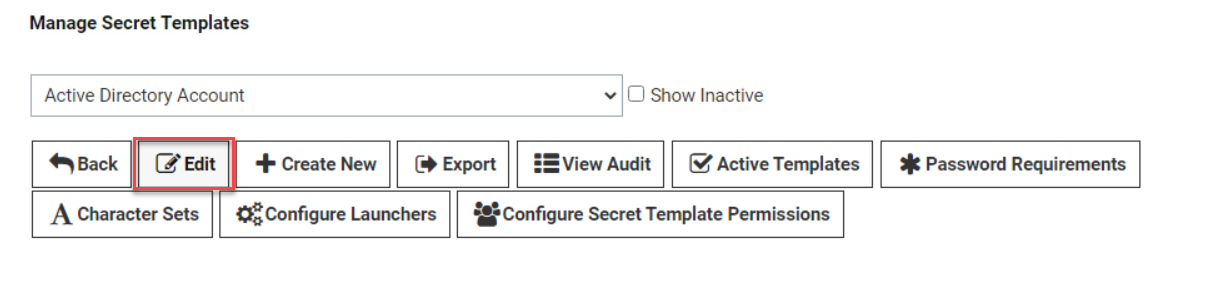 Manage Secret Templates
Active Directory Account Show Inactive
Back Edit Create New Export View Audit Active Templates Password Requirements
Character Sets Configure Launchers Configure Secret Template Permissions